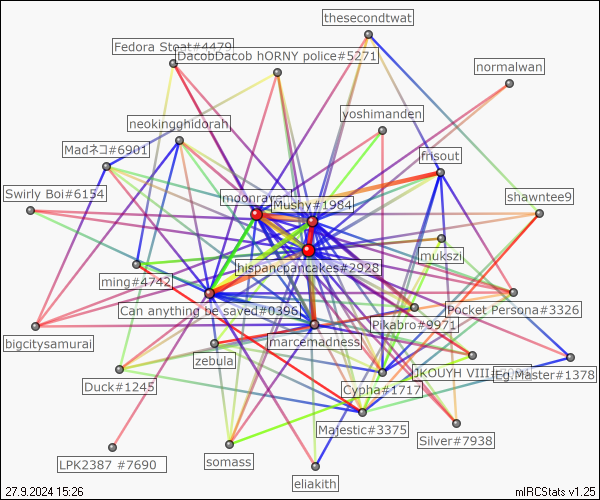 thesecondtwat
Fedora Stoat#4479
DacobDacob hORNY police#5271
normalwan
yoshimanden
neokingghidorah
Madネコ#6901
frisout
Swirly Boi#6154
shawntee9
Mushy#1984
mukszi
hispancpancakes#2928
ming#4742
Can anything be saved#0396
Pocket Persona#3326
Pikabro#9971
marcemadness
bigcitysamurai
zebula
JKOUYH VIII
Eg.Master#1378
Duck#1245
Cypha#1717
Majestic#3375
Silver#7938
somass
LPK2387 #7690
eliakith
27.9.2024 15:26
mIRCStats v1.25